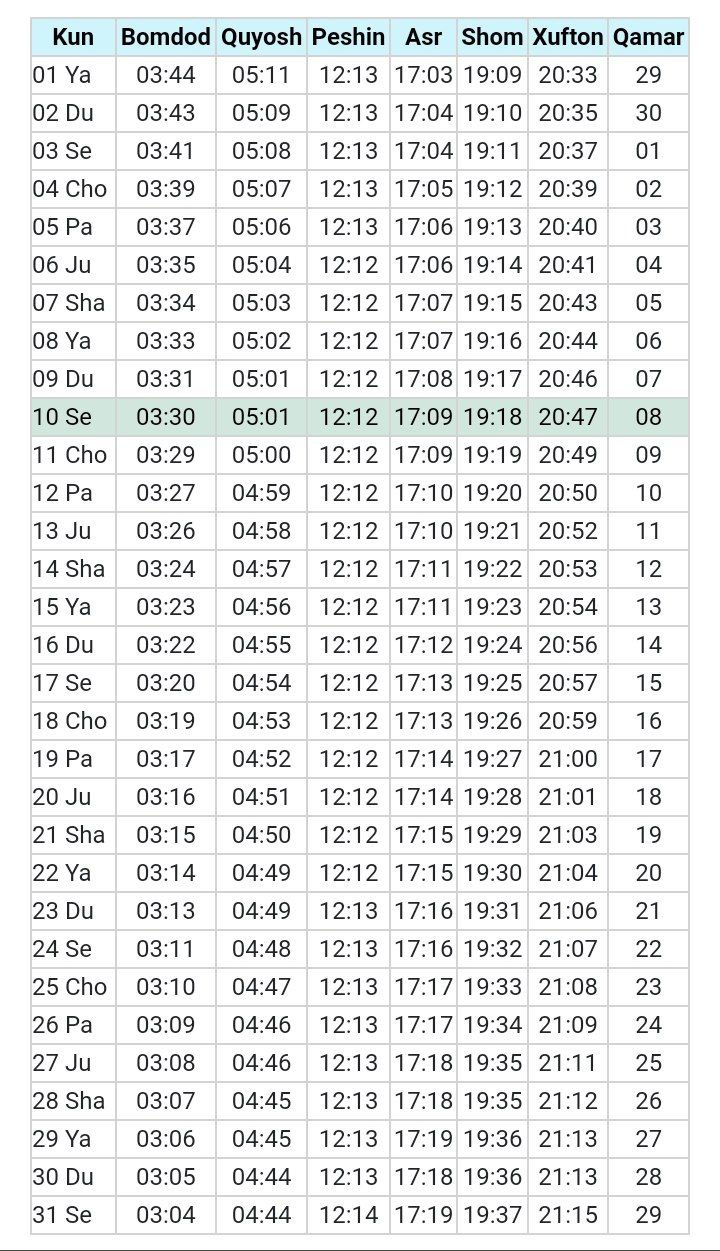 Kun Bomdod Quyosh Peshin Asr Shom Xufton Qamar
01 Ya 03:44 05:11 12:13 17:03 19:09 20:33 29
02 Du 03:43 05:09 12:13 17:04 19:10 20:35 30
03 Se 03:41 05:08 12:13 17:04 19:11 20:37 01
04 Cho 03:39 05:07 12:13 17:05 19:12 20:39 02
05 Pa 03:37 05:06 12:13 17:06 19:13 20:40 03
06 Ju 03:35 05:04 12:12 17:06 19:14 20:41 04
07 Sha 03:34 05:03 12:12 17:07 19:15 20:43 05
08 Ya 03:33 05:02 12:12 17:07 19:16 20:44 06
09 Du 03:31 05:01 12:12 17:08 19:17 20:46 07
10 Se 03:30 05:01 12:12 17:09 19:18 20:47 08
11 Cho 03:29 05:00 12:12 17:09 19:19 20:49 09
12 Pa 03:27 04:59 12:12 17:10 19:20 20:50 10
13 Ju 03:26 04:58 12:12 17:10 19:21 20:52 11
14 Sha 03:24 04:57 12:12 17:11 19:22 20:53 12
15 Ya 03:23 04:56 12:12 17:11 19:23 20:54 13
16 Du 03:22 04:55 12:12 17:12 19:24 20:56 14
17 Se 03:20 04:54 12:12 17:13 19:25 20:57 15
18 Cho 03:19 04:53 12:12 17:13 19:26 20:59 16
19 Pa 03:17 04:52 12:12 17:14 19:27 21:00 17
20 Ju 03:16 04:51 12:12 17:14 19:28 21:01 18
21 Sha 03:15 04:50 12:12 17:15 19:29 21:03 19
22 Ya 03:14 04:49 12:12 17:15 19:30 21:04 20
23 Du 03:13 04:49 12:13 17:16 19:31 21:06 21
24 Se 03:11 04:48 12:13 17:16 19:32 21:07 22
25 Cho 03:10 04:47 12:13 17:17 19:33 21:08 23
26 Pa 03:09 04:46 12:13 17:17 19:34 21:09 24
27 Ju 03:08 04:46 12:13 17:18 19:35 21:11 25
28 Sha 03:07 04:45 12:13 17:18 19:35 21:12 26
29 Ya 03:06 04:45 12:13 17:19 19:36 21:13 27
30 Du 03:05 04:44 12:13 17:18 19:36 21:13 28
31 Se 03:04 04:44 12:14 17:19 19:37 21:15 29